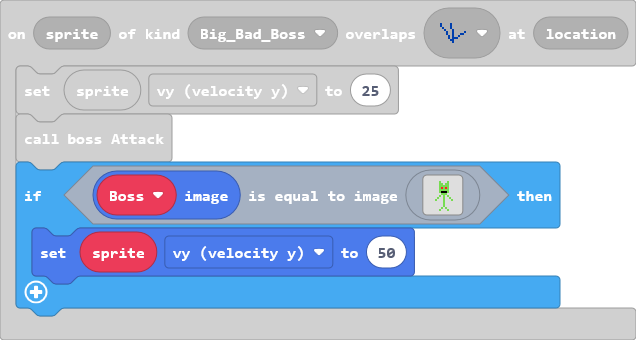 on sprite of kind Big_Bad_Boss overlaps at location
set sprite vy (velocity y) to 25
call boss Attack
if Boss image is equal to image then
set sprite vy (velocity y) to 50